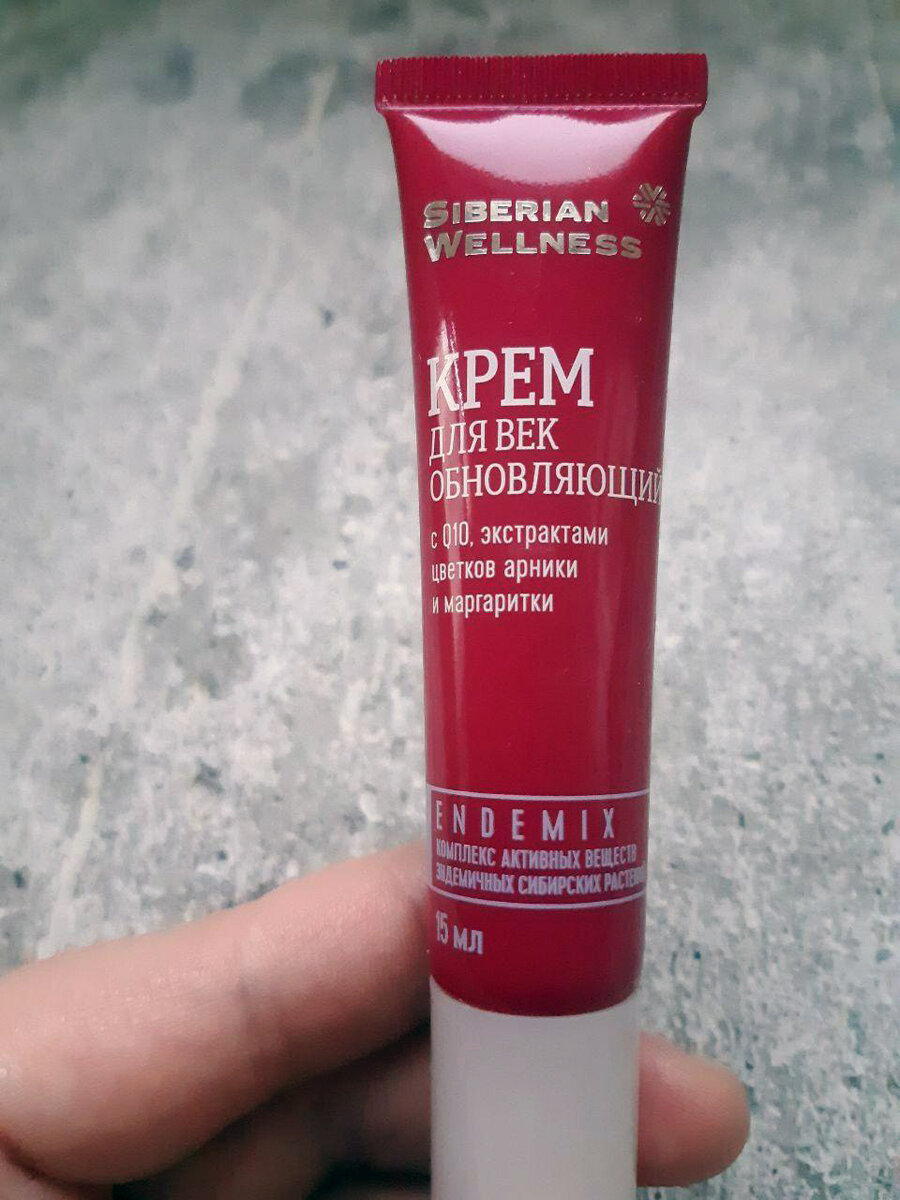 SIBERIAN
WELLNESS
КРЕМ
ДЛЯ ВЕК
ОБНОВЛЯЮЩИЙ
с Q10, экстрактами
цветков арники
и маргаритки
ENDEMIX
КОМПЛЕКС АКТИВНЫХ ВЕЩЕСТВ
ЭНДЕМИЧНЫХ СИБИРСКИХ РАСТЕНИЙ
15 мл